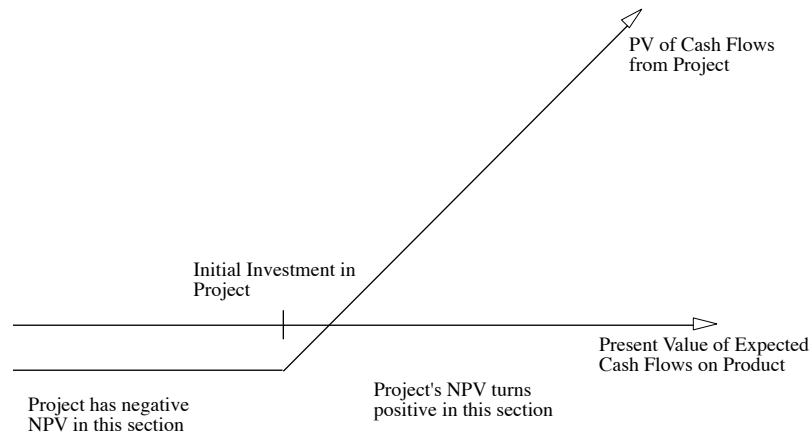 PV of Cash Flows
from Project
Initial Investment in
Project
Present Value of Expected
Cash Flows on Product
Project has negative
NPV in this section
Project's NPV turns
positive in this section